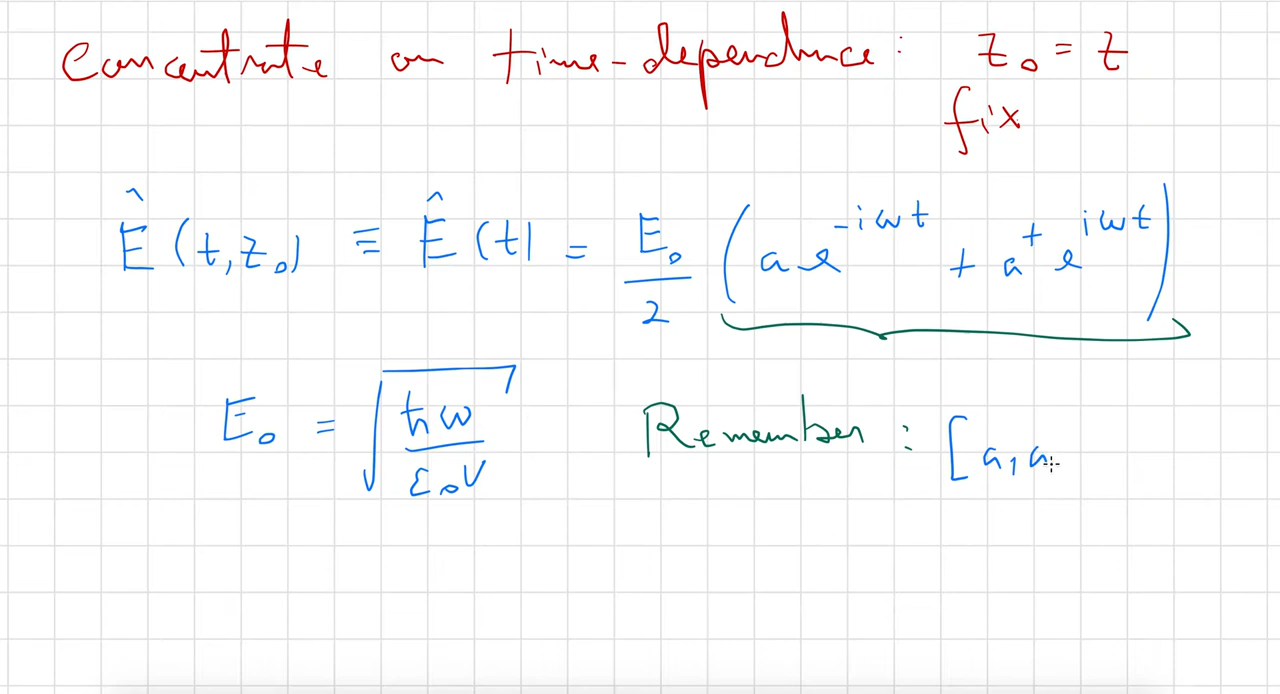 Concentrate on time-dependence: z₀ = z
fix
Ê(t,z₀) ≡ Ê(t) = E₀/2 (a e^{-iωt} + a† e^{iωt})
E₀ = √(ħω/ε₀V) Remember: [a, a